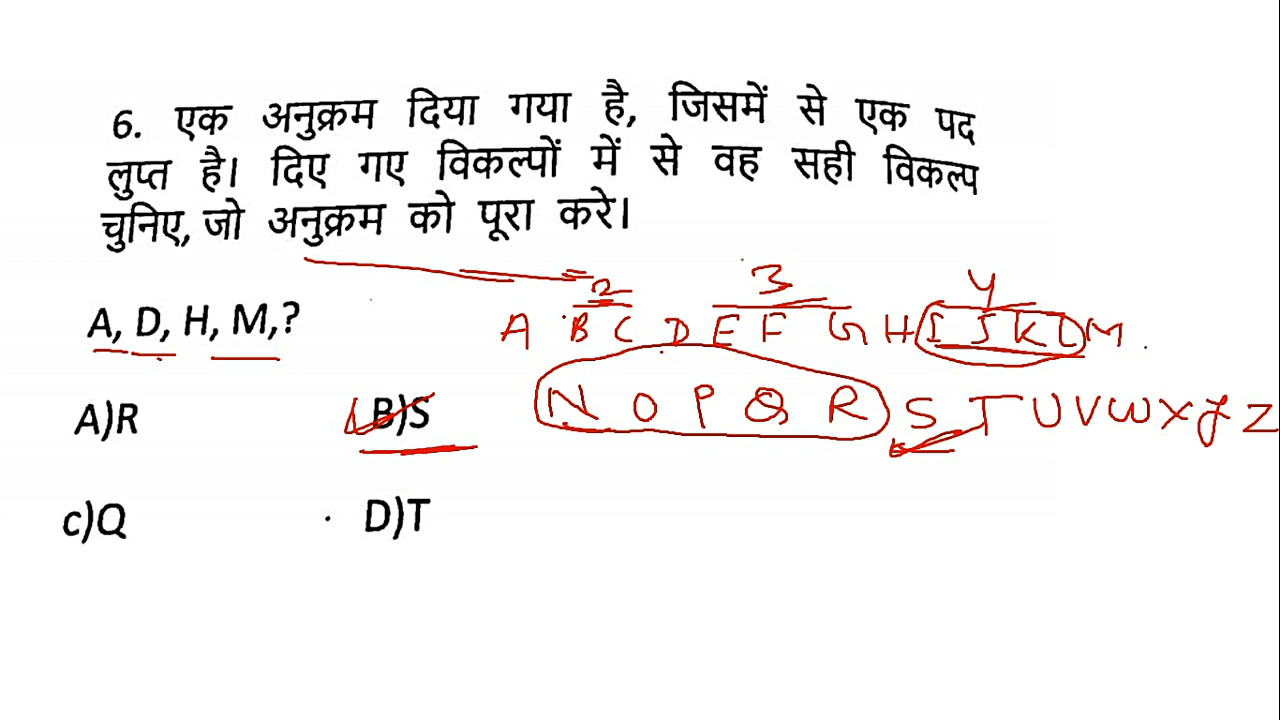 6. एक अनुक्रम दिया गया है, जिसमें से एक पद
लुप्त है। दिए गए विकल्पों में से वह सही विकल्प
चुनिए, जो अनुक्रम को पूरा करे।
2 3 4
A, D, H, M,?
A B C D E F G H I J K L M
A)R B)S
N O P Q R S T U V W X Y Z
c)Q D)T